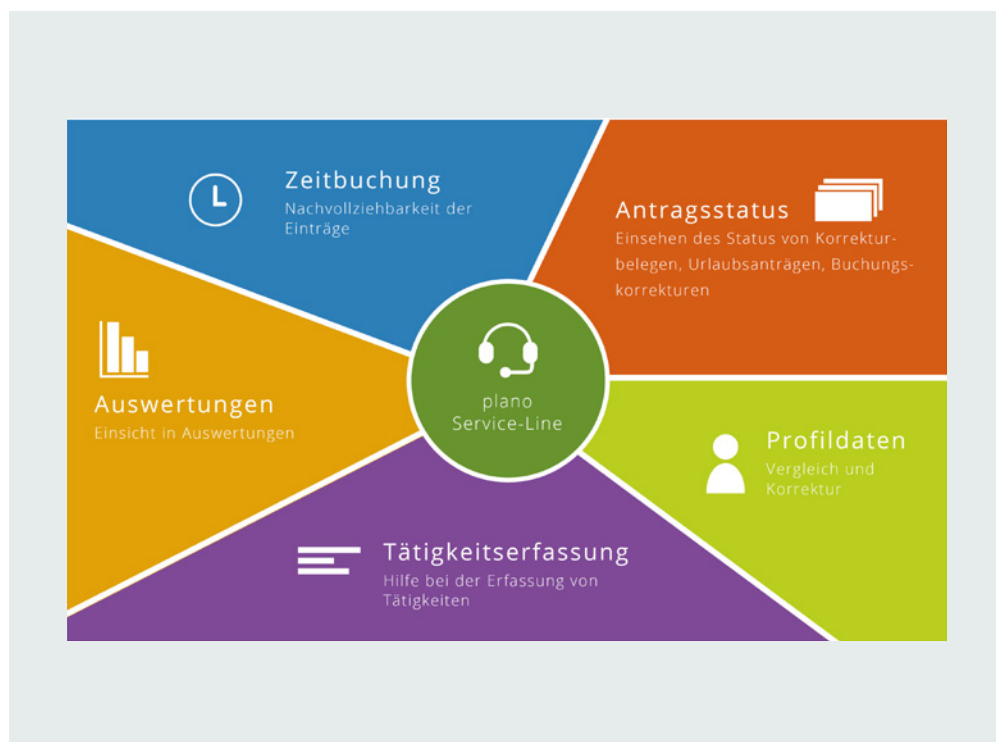 Zeitbuchung
Nachvollziehbarkeit der
Einträge
Antragsstatus
Einsehen des Status von Korrektur-
belegen, Urlaubsanträgen, Buchungs-
korrekturen
Auswertungen
Einsicht in Auswertungen
plano
Service-Line
Profildaten
Vergleich und
Korrektur
Tätigkeitserfassung
Hilfe bei der Erfassung von
Tätigkeiten